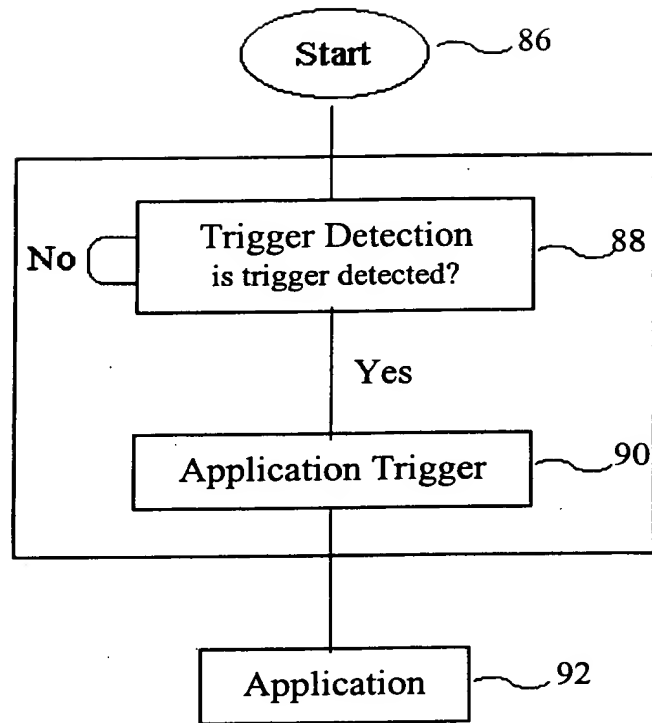 Start
86
Trigger Detection
is trigger detected?
88
No
Yes
Application Trigger
90
Application
92